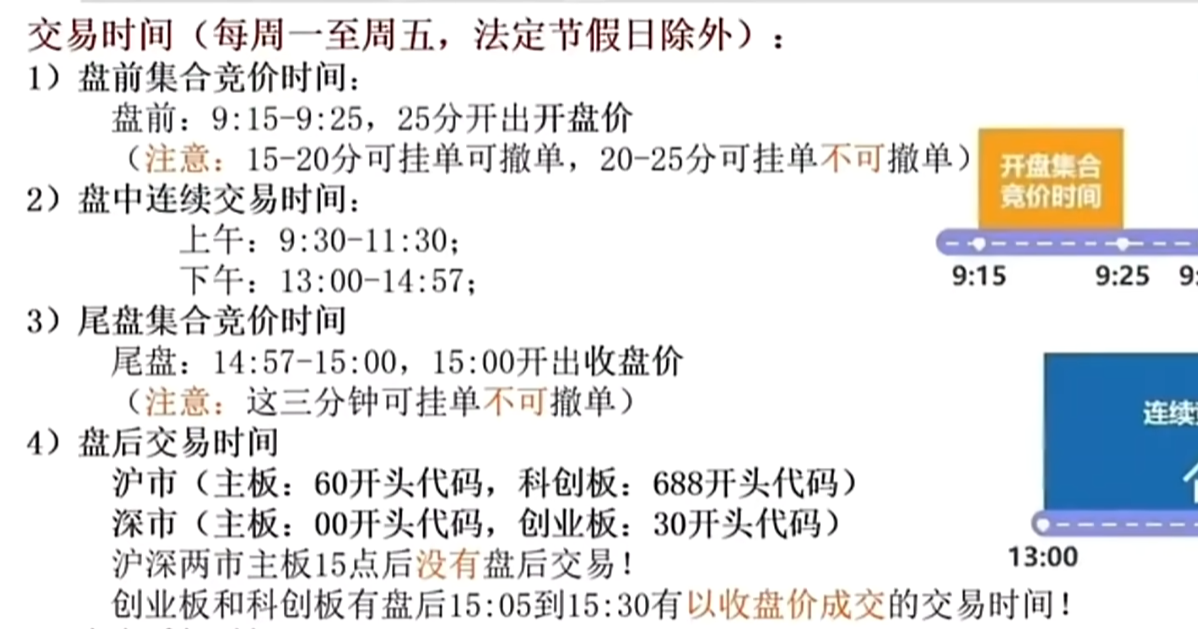 交易时间（每周一至周五，法定节假日除外）：
1）盘前集合竞价时间：
盘前：9:15-9:25，25分开出开盘价
（注意：15-20分可挂单可撤单，20-25分可挂单不可撤单）
2）盘中连续交易时间：
上午：9:30-11:30；
下午：13:00-14:57；
3）尾盘集合竞价时间
尾盘：14:57-15:00，15:00开出收盘价
（注意：这三分钟可挂单不可撤单）
4）盘后交易时间
沪市（主板：60开头代码，科创板：688开头代码）
深市（主板：00开头代码，创业板：30开头代码）
沪深两市主板15点后没有盘后交易！
创业板和科创板有盘后15:05到15:30有以收盘价成交的交易时间！
开盘集合
竞价时间
9:15
9:25
9:
连续
13:00